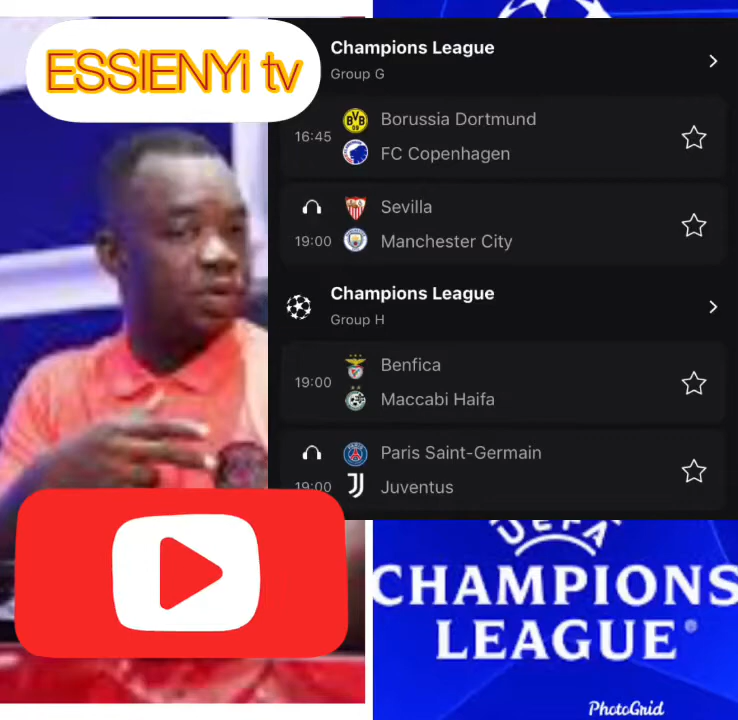 ESSIENYi tv
Champions League
Group G
16:45
Borussia Dortmund
FC Copenhagen
19:00
Sevilla
Manchester City
Champions League
Group H
19:00
Benfica
Maccabi Haifa
19:00
Paris Saint-Germain
Juventus
UEFA
CHAMPIONS
LEAGUE®
PhotoGrid